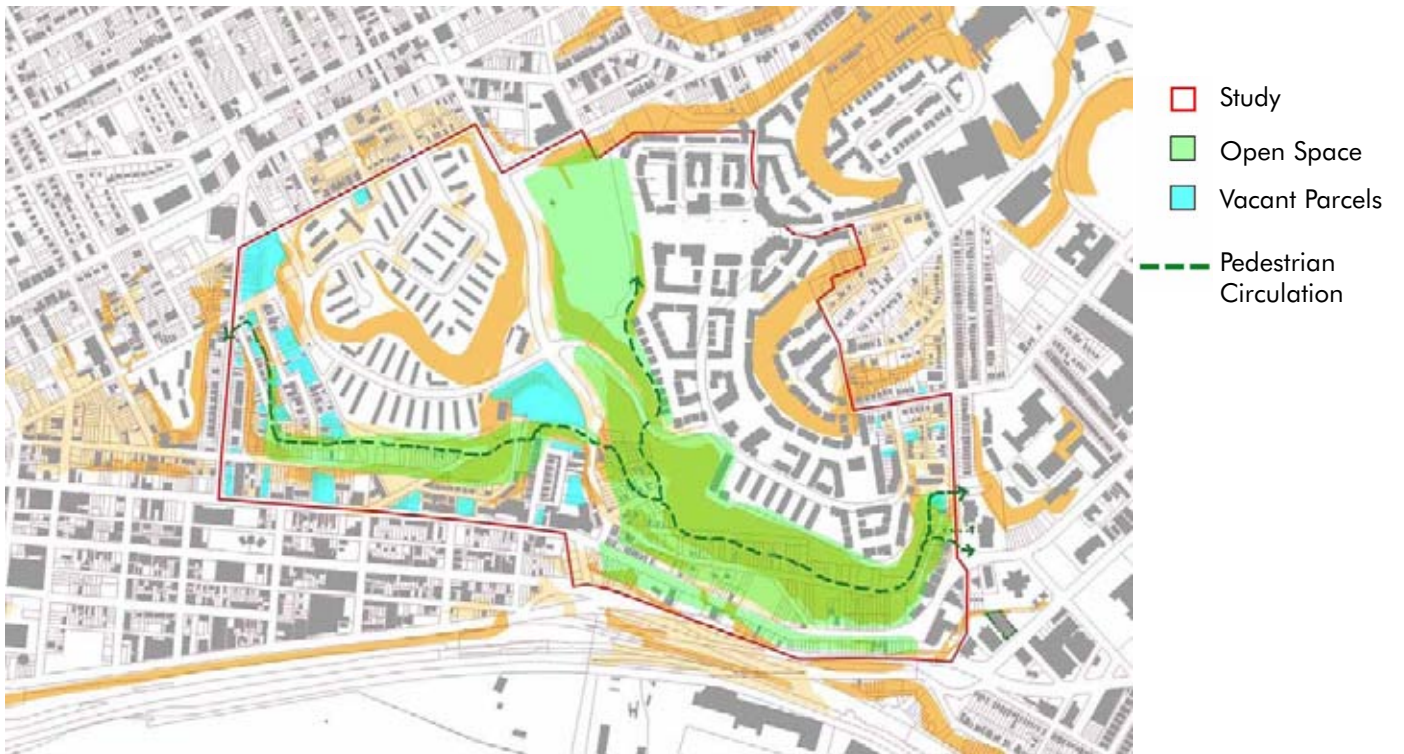 Study
Open Space
Vacant Parcels
Pedestrian
Circulation